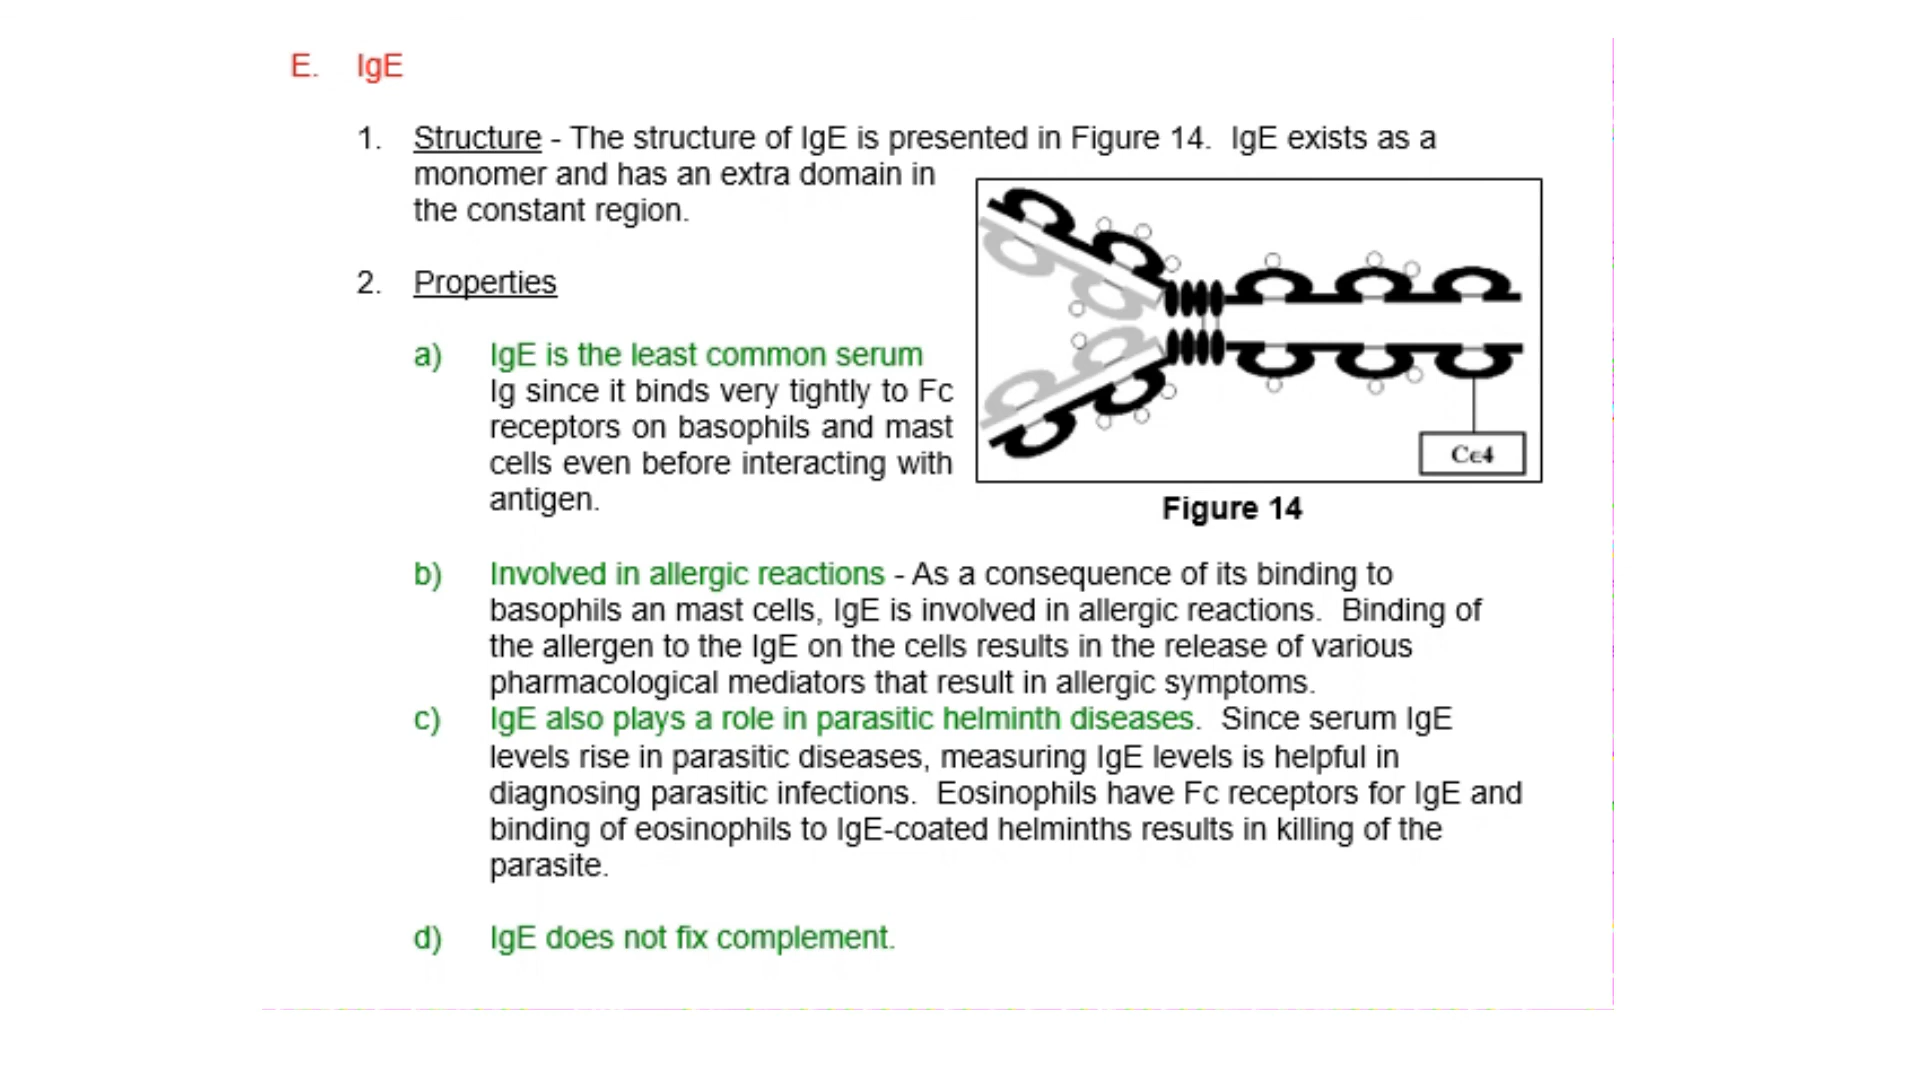 E. IgE
1. Structure - The structure of IgE is presented in Figure 14. IgE exists as a
monomer and has an extra domain in
the constant region.
2. Properties
a) IgE is the least common serum
Ig since it binds very tightly to Fc
receptors on basophils and mast
cells even before interacting with
antigen.
Cε4
Figure 14
b) Involved in allergic reactions - As a consequence of its binding to
basophils an mast cells, IgE is involved in allergic reactions. Binding of
the allergen to the IgE on the cells results in the release of various
pharmacological mediators that result in allergic symptoms.
c) IgE also plays a role in parasitic helminth diseases. Since serum IgE
levels rise in parasitic diseases, measuring IgE levels is helpful in
diagnosing parasitic infections. Eosinophils have Fc receptors for IgE and
binding of eosinophils to IgE-coated helminths results in killing of the
parasite.
d) IgE does not fix complement.